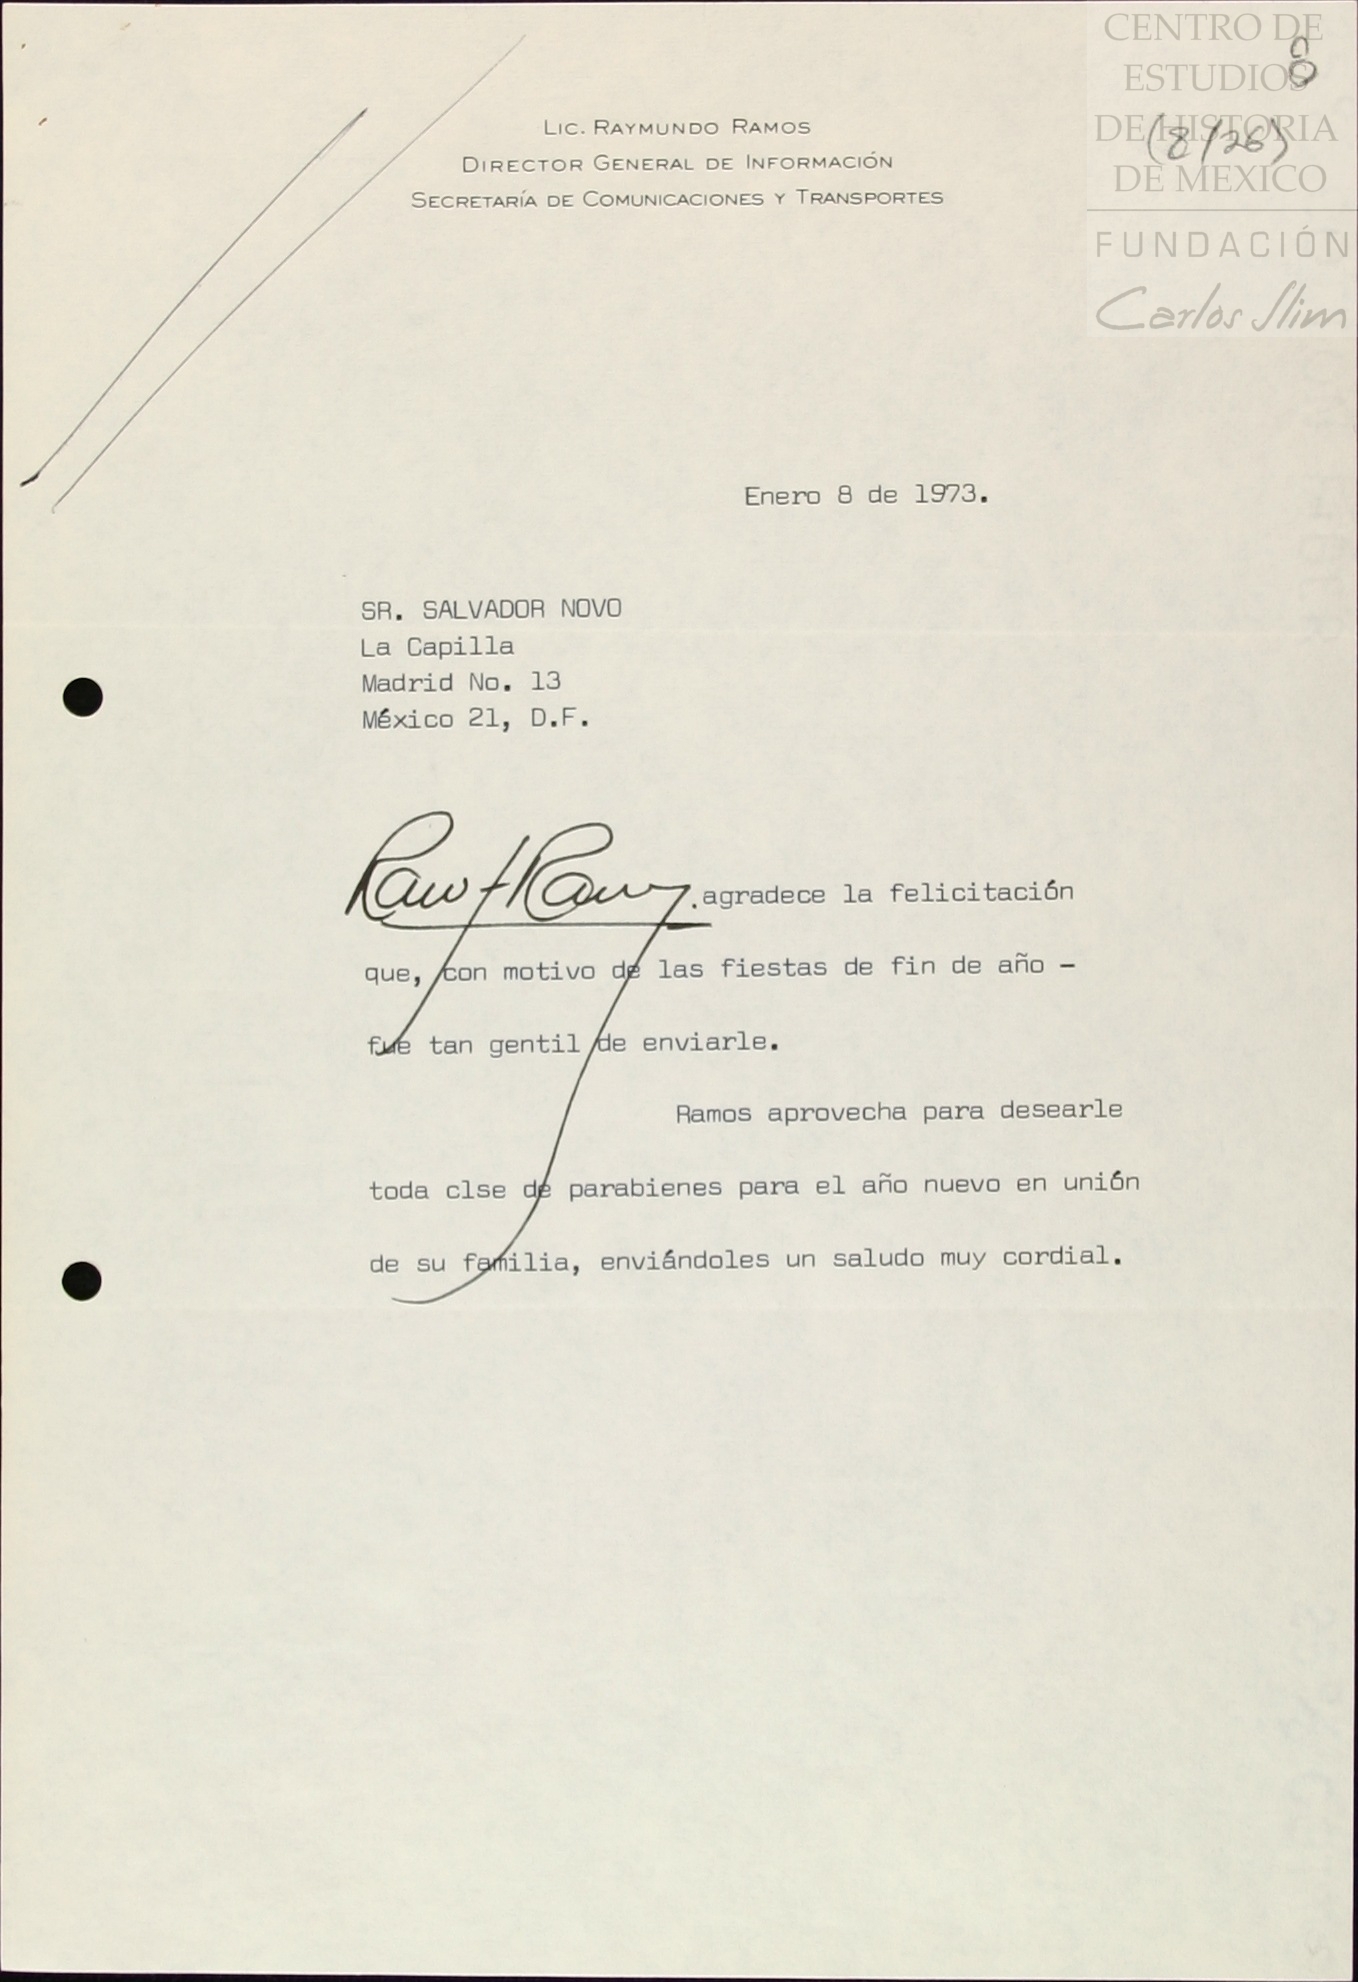 CENTRO DE
ESTUDIOS
DE HISTORIA
DE MEXICO
FUNDACIÓN
Carlos Slim
8
(8/26)
LIC. RAYMUNDO RAMOS
DIRECTOR GENERAL DE INFORMACIÓN
SECRETARÍA DE COMUNICACIONES Y TRANSPORTES
Enero 8 de 1973.
SR. SALVADOR NOVO
La Capilla
Madrid No. 13
México 21, D.F.
agradece la felicitación
que, con motivo de las fiestas de fin de año -
fue tan gentil de enviarle.
Ramos aprovecha para desearle
toda clse de parabienes para el año nuevo en unión
de su familia, enviándoles un saludo muy cordial.